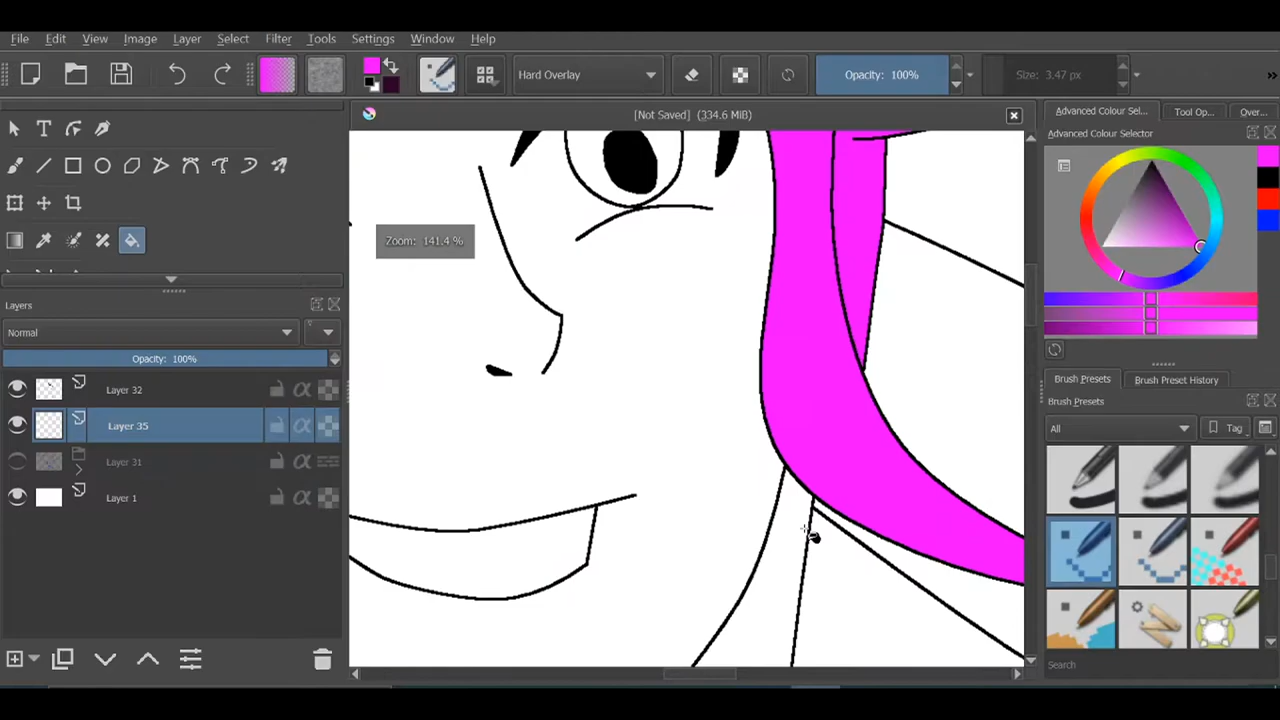 File Edit View Image Layer Select Filter Tools Settings Window Help
Hard Overlay Opacity: 100% Size: 3.47 px »
[Not Saved] (334.6 MiB)
Advanced Colour Sel... Tool Op... Over...
Advanced Colour Selector
Zoom: 141.4 %
Layers
Normal
Opacity: 100%
Layer 32
Layer 35
Layer 31
Layer 1
Brush Presets Brush Preset History
Brush Presets
All Tag
Search